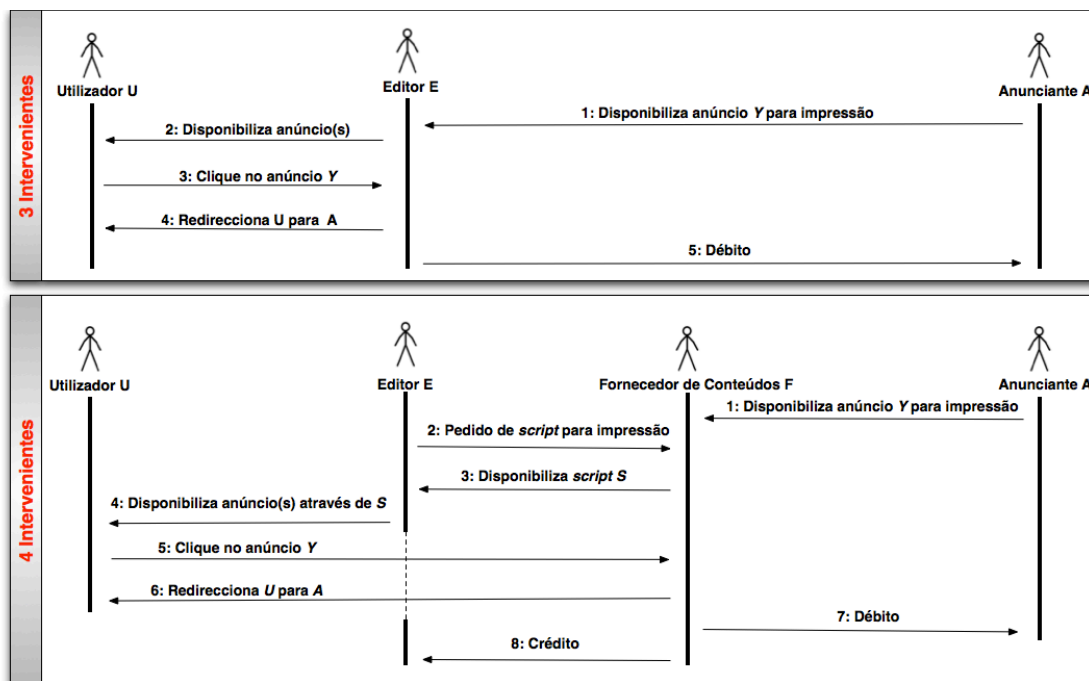 3 Intervenientes
Utilizador U
Editor E
Anunciante A
1: Disponibiliza anúncio Y para impressão
2: Disponibiliza anúncio(s)
3: Clique no anúncio Y
4: Redirecciona U para A
5: Débito
4 Intervenientes
Utilizador U
Editor E
Fornecedor de Conteúdos F
Anunciante A
1: Disponibiliza anúncio Y para impressão
2: Pedido de script para impressão
3: Disponibiliza script S
4: Disponibiliza anúncio(s) através de S
5: Clique no anúncio Y
6: Redirecciona U para A
7: Débito
8: Crédito